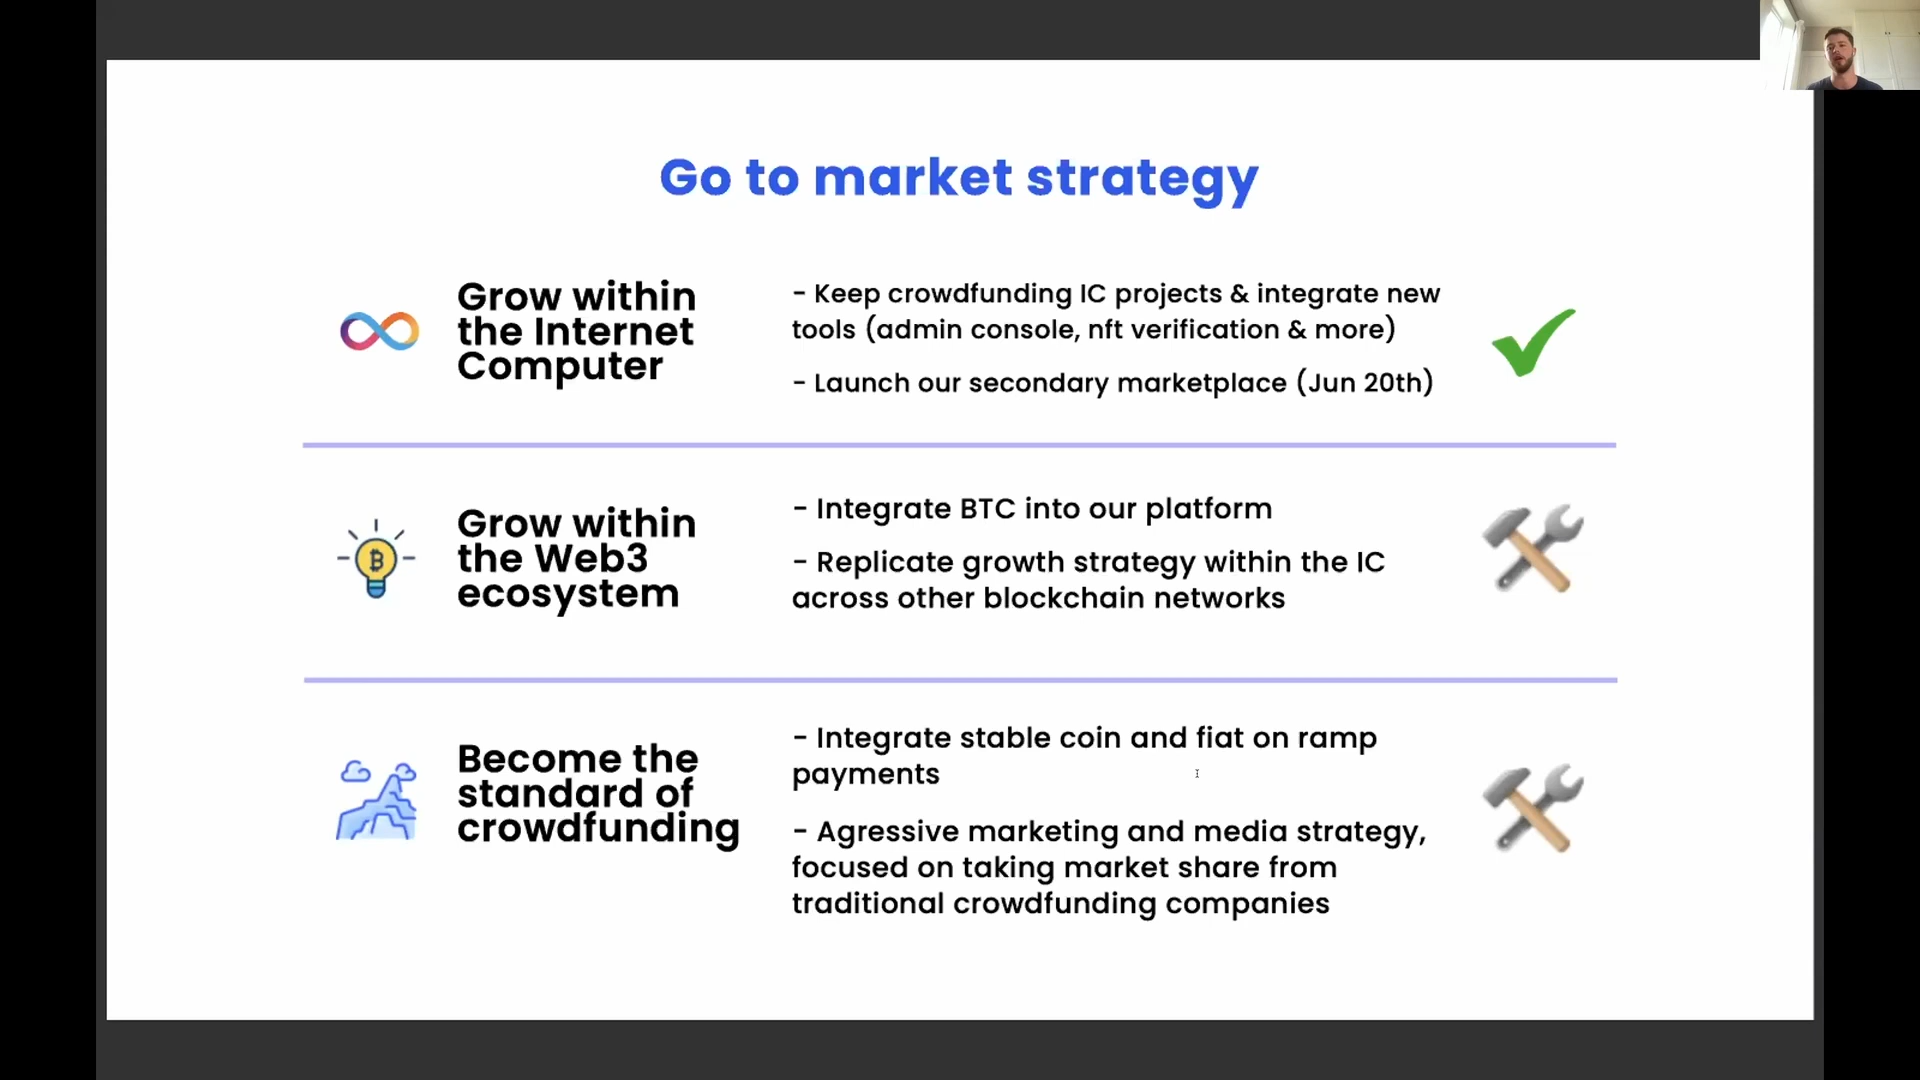 Go to market strategy
Grow within
the Internet
Computer
- Keep crowdfunding IC projects & integrate new
tools (admin console, nft verification & more)
- Launch our secondary marketplace (Jun 20th)
Grow within
the Web3
ecosystem
- Integrate BTC into our platform
- Replicate growth strategy within the IC
across other blockchain networks
Become the
standard of
crowdfunding
- Integrate stable coin and fiat on ramp
payments
- Agressive marketing and media strategy,
focused on taking market share from
traditional crowdfunding companies